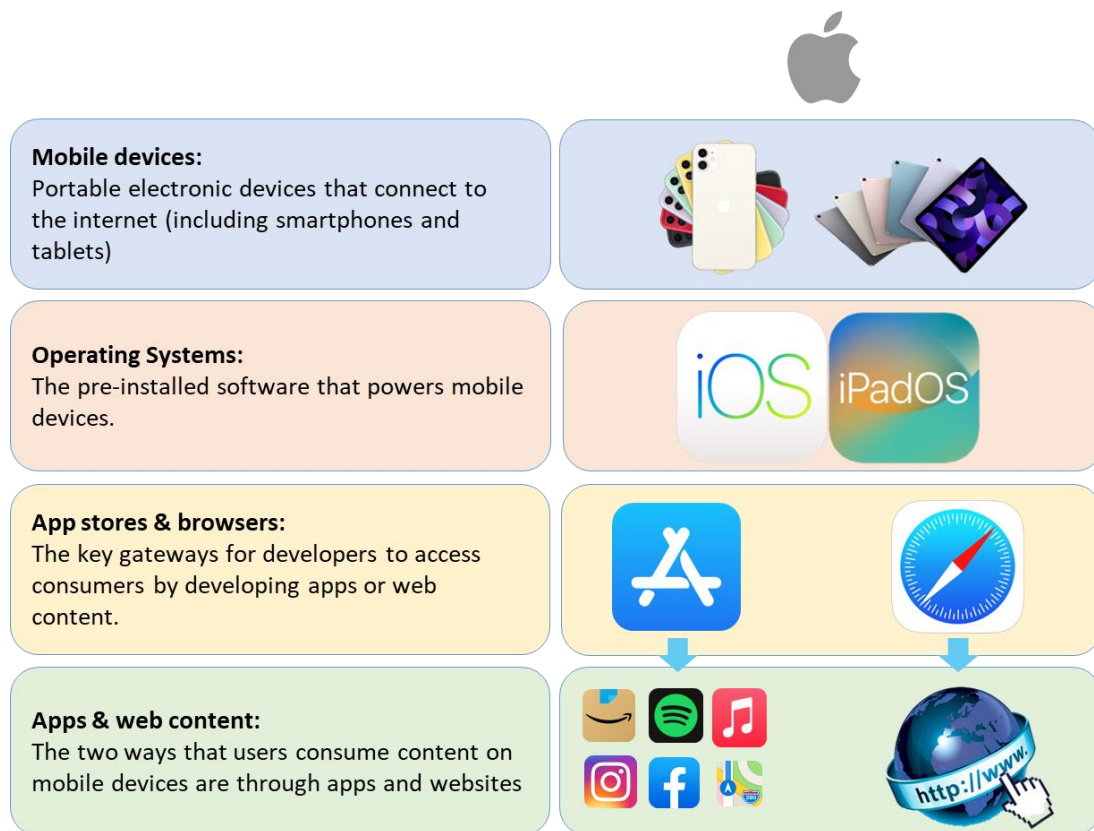 Mobile devices:
Portable electronic devices that connect to
the internet (including smartphones and
tablets)
Operating Systems:
The pre-installed software that powers mobile
devices.
iOS
iPadOS
App stores & browsers:
The key gateways for developers to access
consumers by developing apps or web
content.
Apps & web content:
The two ways that users consume content on
mobile devices are through apps and websites
http://www.